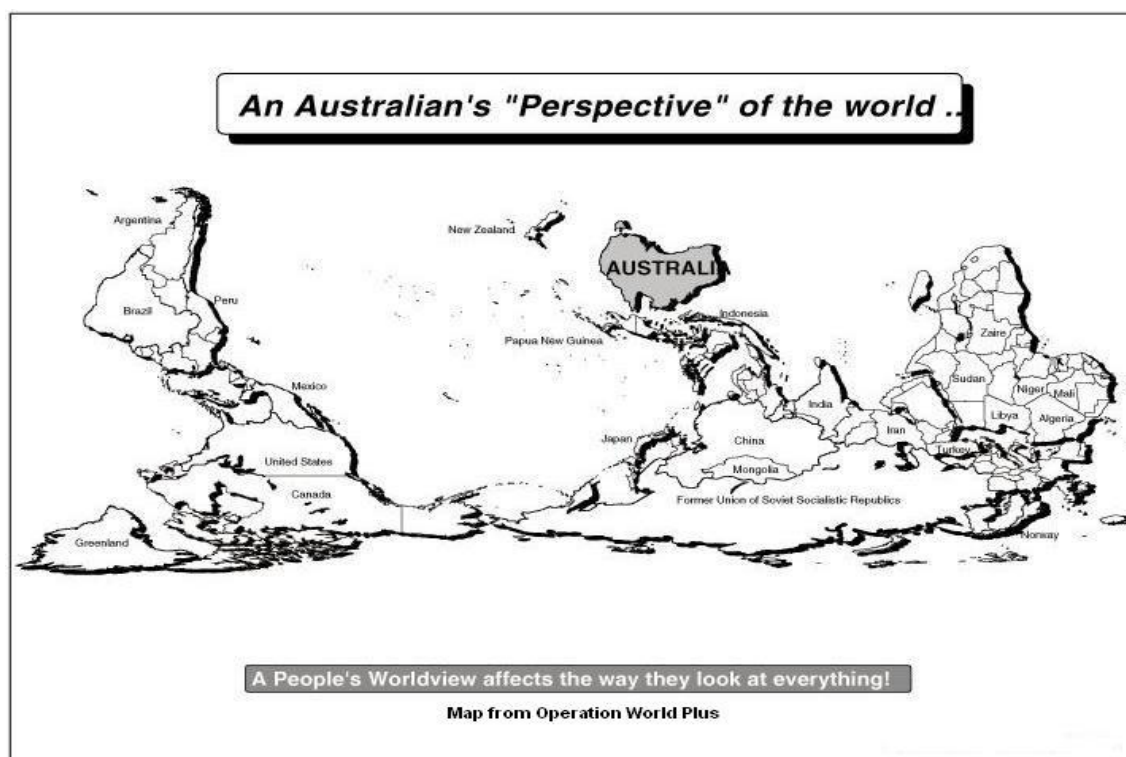 An Australian's "Perspective" of the world ..
Argentina
New Zealand
AUSTRALIA
Brazil
Peru
Indonesia
Papua New Guinea
Zaire
Mexico
Sudan
Niger
Mali
India
Libya
Algeria
Iran
Japan
China
Turkey
United States
Mongolia
Canada
Former Union of Soviet Socialistic Republics
Greenland
Norway
A People's Worldview affects the way they look at everything!
Map from Operation World Plus